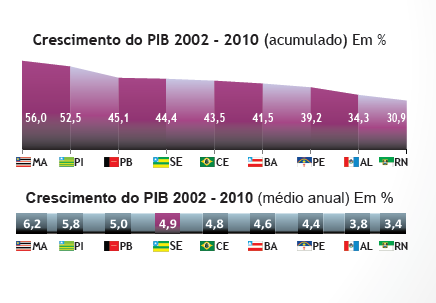 Crescimento do PIB 2002 - 2010 (acumulado) Em %
56,0 52,5 45,1 44,4 43,5 41,5 39,2 34,3 30,9
MA PI PB SE CE BA PE AL RN
Crescimento do PIB 2002 - 2010 (médio anual) Em %
6,2 5,8 5,0 4,9 4,8 4,6 4,4 3,8 3,4
MA PI PB SE CE BA PE AL RN